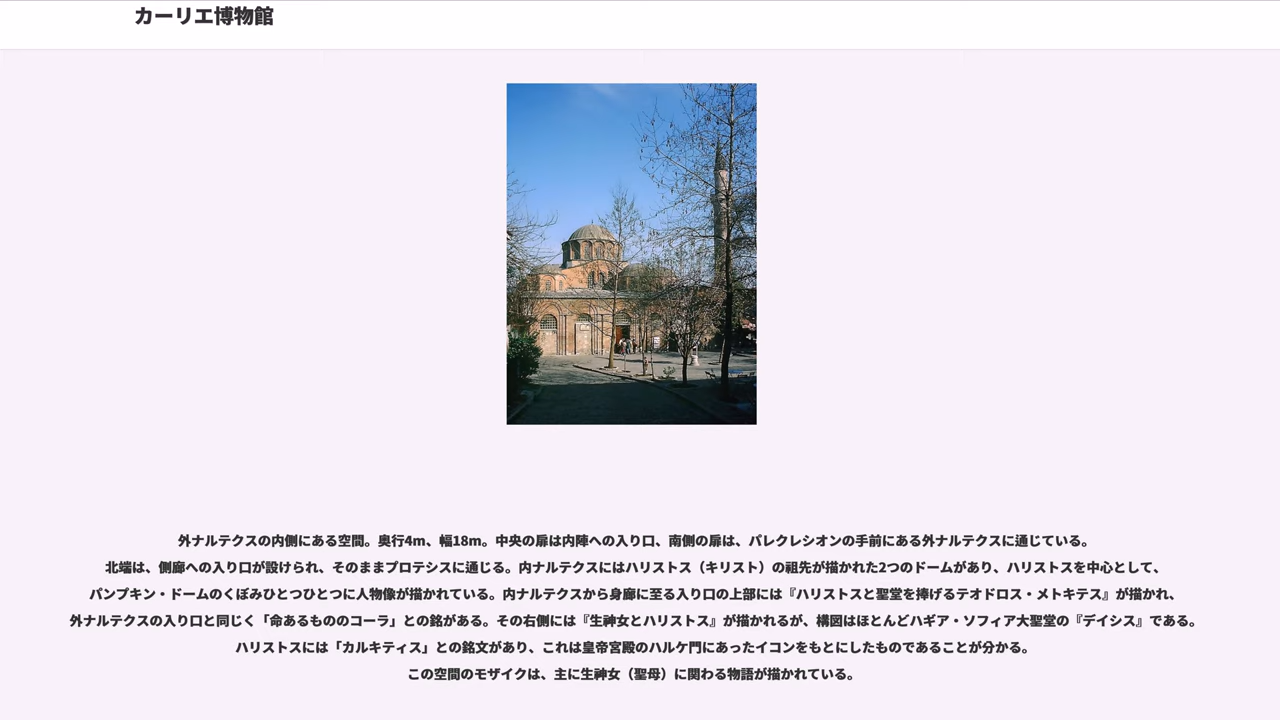 カーリエ博物館
外ナルテクスの内側にある空間。奥行4m、幅18m。中央の扉は内陣への入り口、南側の扉は、パレクレシオンの手前にある外ナルテクスに通じている。
北端は、側廊への入り口が設けられ、そのままプロテシスに通じる。内ナルテクスにはハリストス（キリスト）の祖先が描かれた2つのドームがあり、ハリストスを中心として、
パンプキン・ドームのくぼみひとつひとつに人物像が描かれている。内ナルテクスから身廊に至る入り口の上部には『ハリストスと聖堂を捧げるテオドロス・メトキテス』が描かれ、
外ナルテクスの入り口と同じく「命あるもののコーラ」との銘がある。その右側には『生神女とハリストス』が描かれるが、構図はほとんどハギア・ソフィア大聖堂の『デイシス』である。
ハリストスには「カルキティス」との銘文があり、これは皇帝宮殿のハルケ門にあったイコンをもとにしたものであることが分かる。
この空間のモザイクは、主に生神女（聖母）に関わる物語が描かれている。